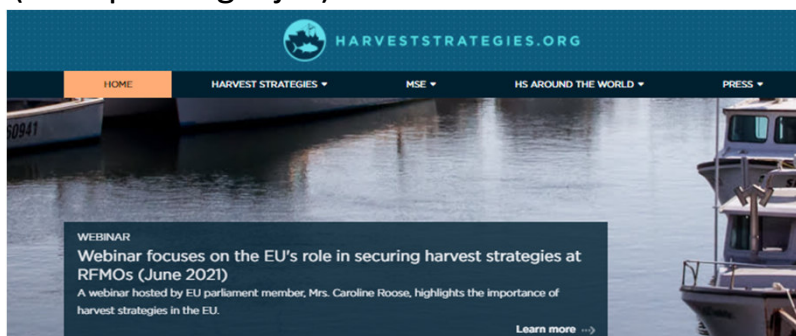 HARVESTSTRATEGIES.ORG
HOME HARVEST STRATEGIES MSE HS AROUND THE WORLD PRESS
S0941
WEBINAR
Webinar focuses on the EU's role in securing harvest strategies at
RFMOs (June 2021)
A webinar hosted by EU parliament member, Mrs. Caroline Roose, highlights the importance of
harvest strategies in the EU.
Learn more